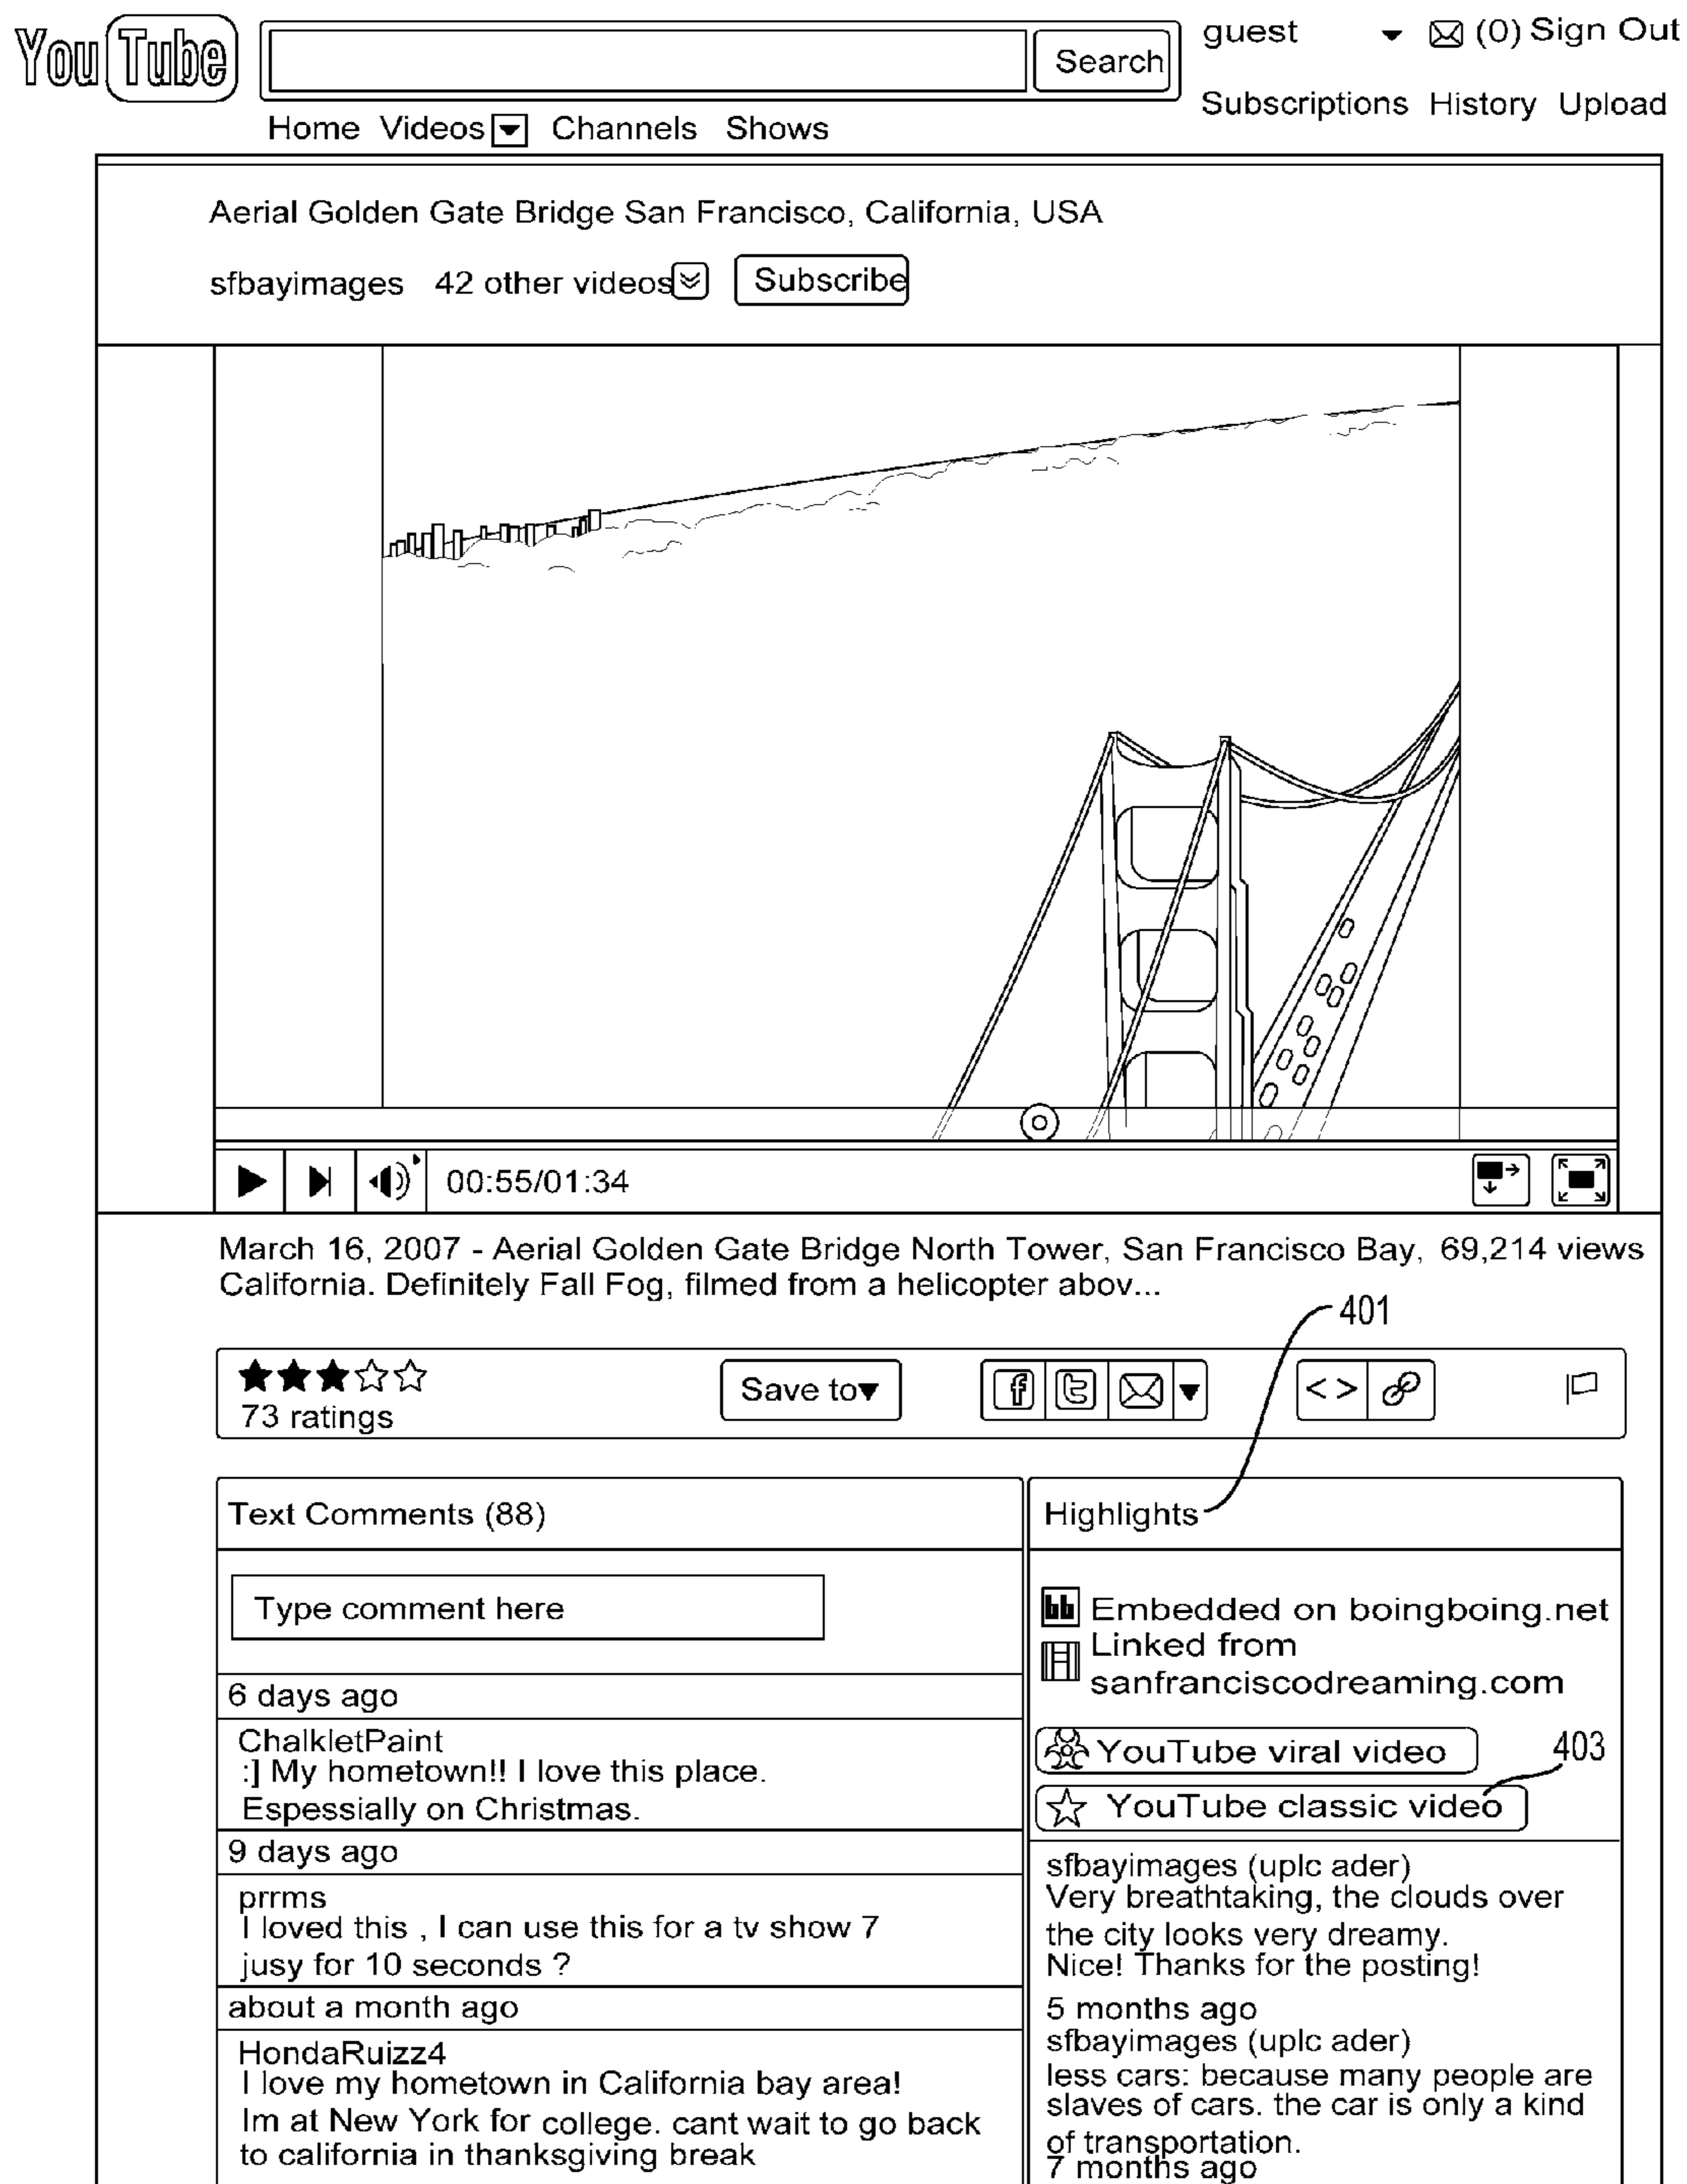 You Tube
Search
guest (0) Sign Out
Subscriptions History Upload
Home Videos Channels Shows
Aerial Golden Gate Bridge San Francisco, California, USA
sfbayimages 42 other videos Subscribe
00:55/01:34
March 16, 2007 - Aerial Golden Gate Bridge North Tower, San Francisco Bay, 69,214 views
California. Definitely Fall Fog, filmed from a helicopter abov...
401
73 ratings
Save to
f t < >
Text Comments (88)
Type comment here
6 days ago
ChalkletPaint
:] My hometown!! I love this place.
Espessially on Christmas.
9 days ago
prrms
I loved this , I can use this for a tv show 7
jusy for 10 seconds ?
about a month ago
HondaRuizz4
I love my hometown in California bay area!
Im at New York for college. cant wait to go back
to california in thanksgiving break
Highlights
bb Embedded on boingboing.net
Linked from
sanfranciscodreaming.com
YouTube viral video
403
YouTube classic video
sfbayimages (uplc ader)
Very breathtaking, the clouds over
the city looks very dreamy.
Nice! Thanks for the posting!
5 months ago
sfbayimages (uplc ader)
less cars: because many people are
slaves of cars. the car is only a kind
of transportation.
7 months ago